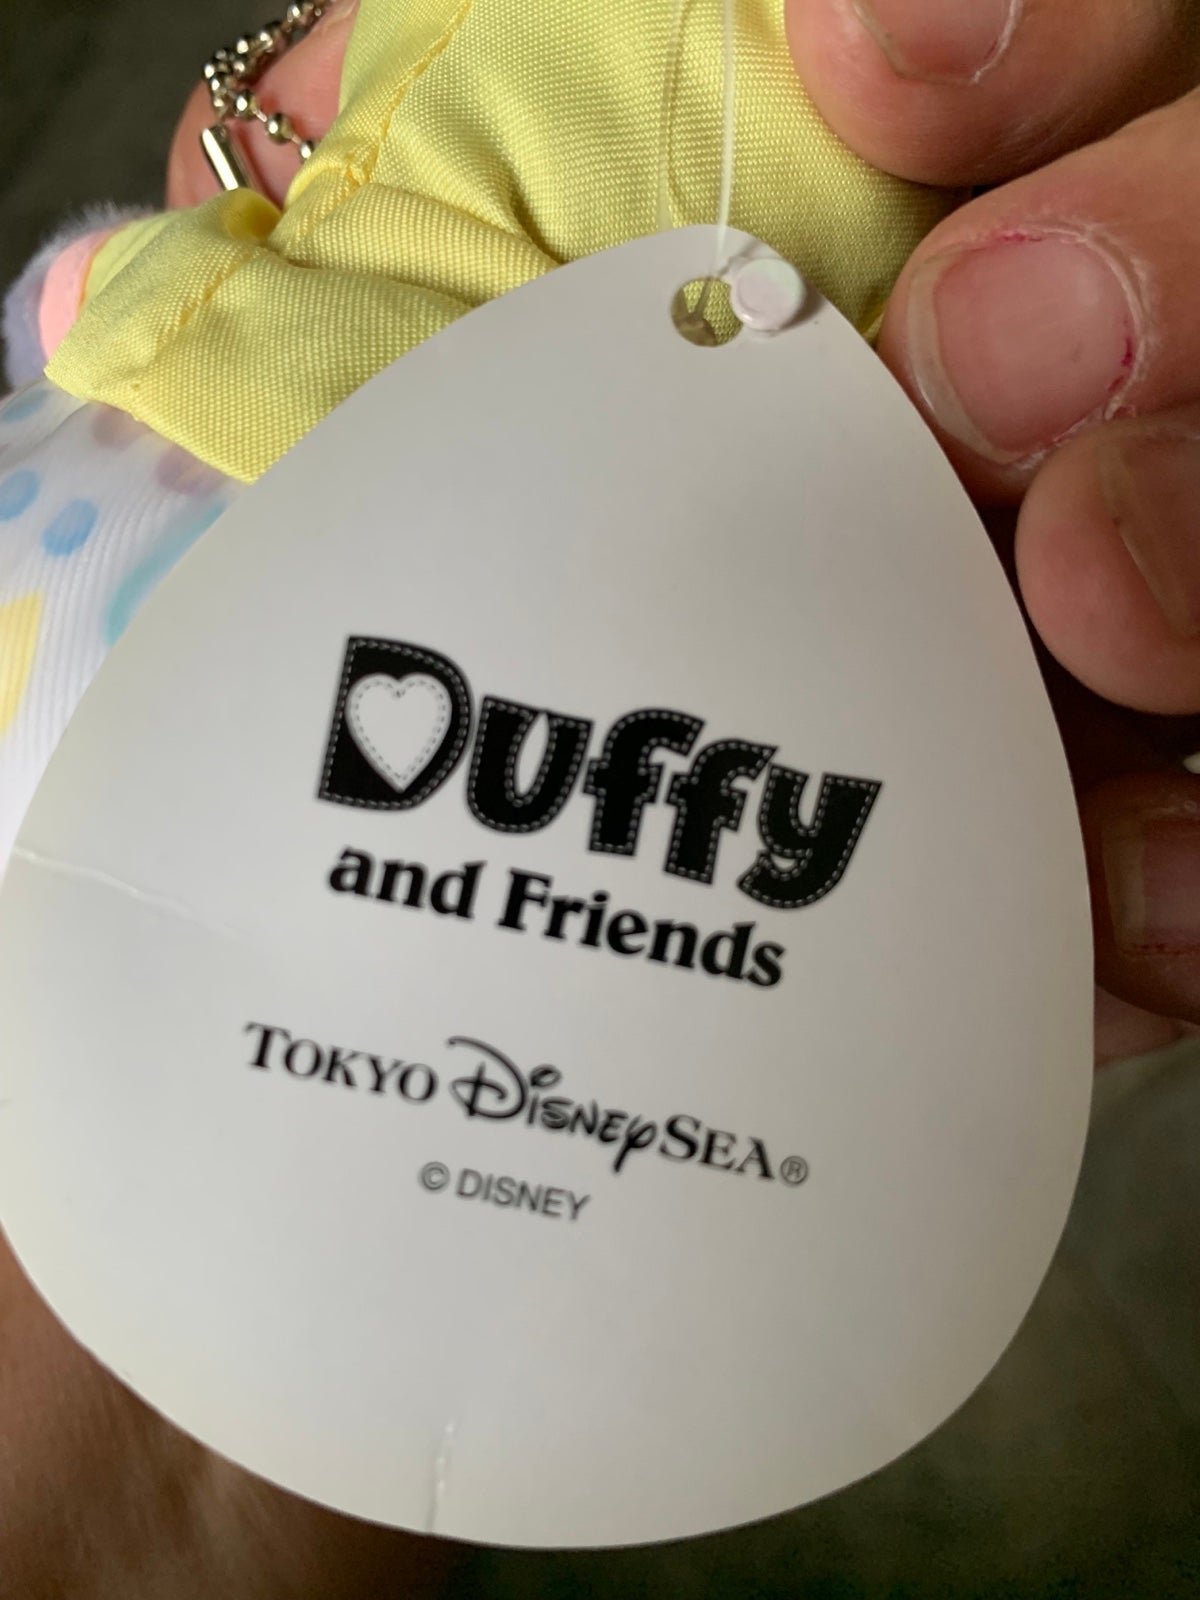 Duffy
and Friends
TOKYO DISNEYSEA®
© DISNEY